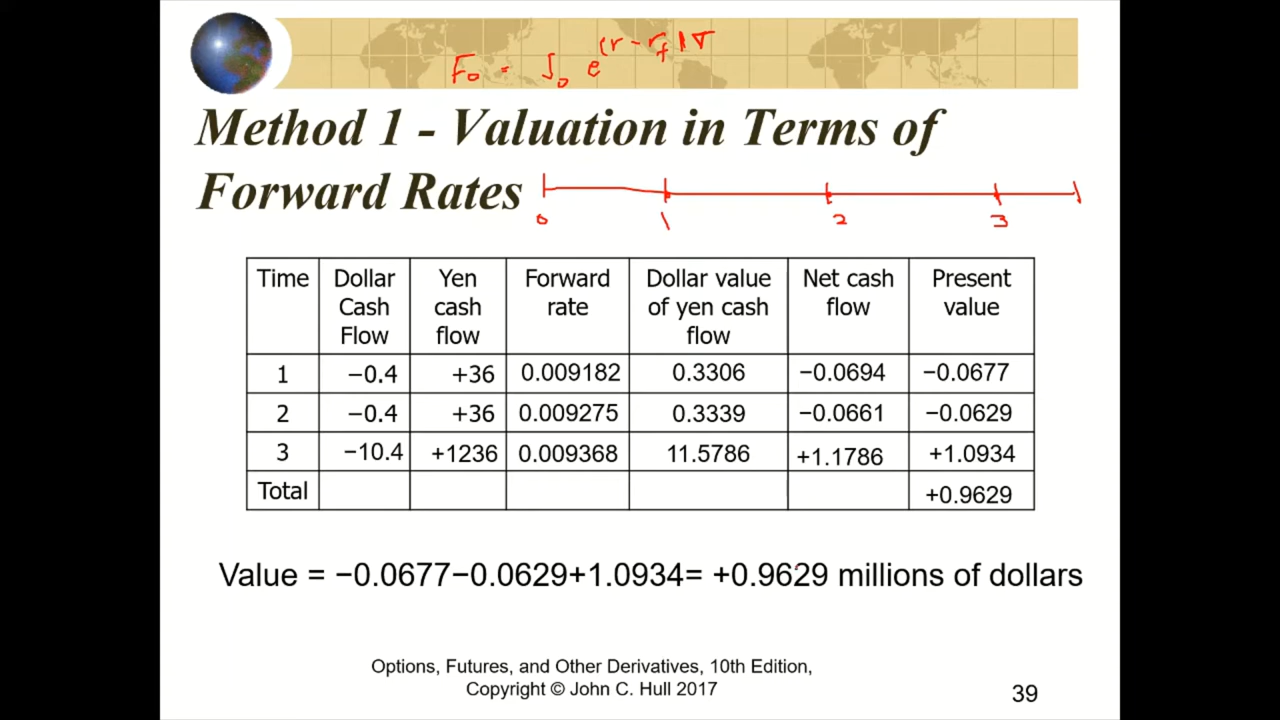 F₀ = S₀ e^(r - r_f)T
Method 1 - Valuation in Terms of
Forward Rates
0 1 2 3
Time Dollar Cash Flow Yen cash flow Forward rate Dollar value of yen cash flow Net cash flow Present value
1 −0.4 +36 0.009182 0.3306 −0.0694 −0.0677
2 −0.4 +36 0.009275 0.3339 −0.0661 −0.0629
3 −10.4 +1236 0.009368 11.5786 +1.1786 +1.0934
Total +0.9629
Value = −0.0677−0.0629+1.0934= +0.9629 millions of dollars
Options, Futures, and Other Derivatives, 10th Edition,
Copyright © John C. Hull 2017
39